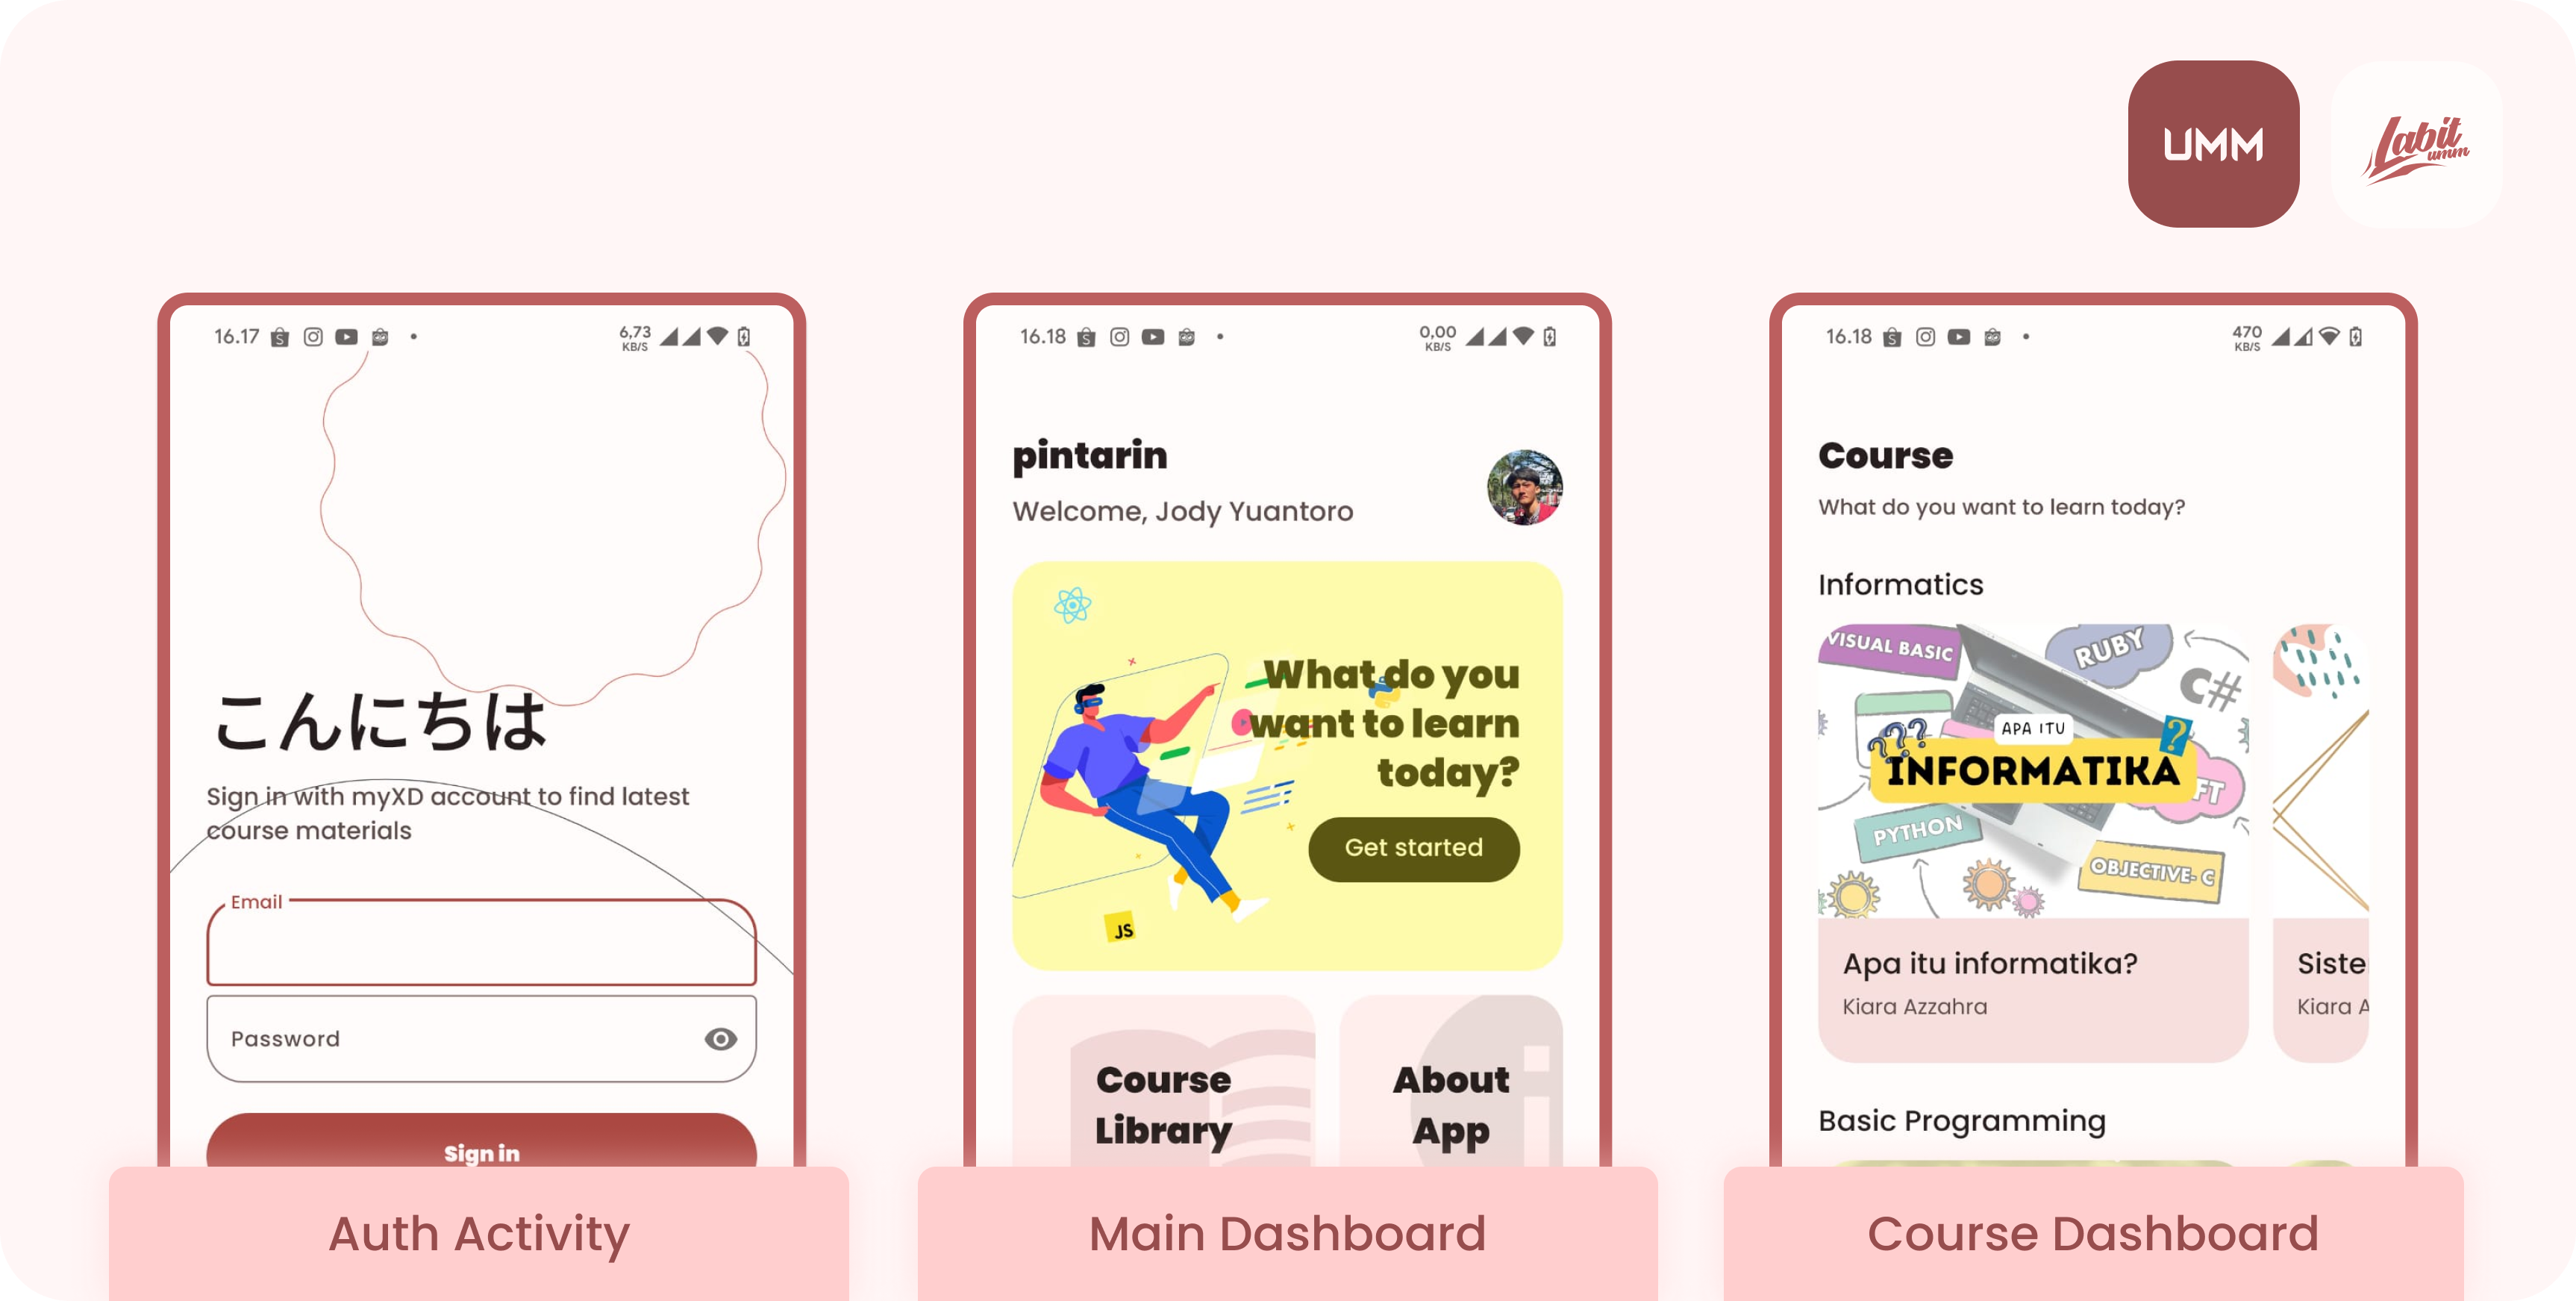 UMM
Labit
umm
16.17
6,73
KB/S
こんにちは
Sign in with myXD account to find latest
course materials
Email
Password
Sign in
Auth Activity
16.18
0,00
KB/S
pintarin
Welcome, Jody Yuantoro
What do you
want to learn
today?
Get started
JS
Course
Library
About
App
Main Dashboard
16.18
470
KB/S
Course
What do you want to learn today?
Informatics
VISUAL BASIC
RUBY
C#
APA ITU
???
?
INFORMATIKA
FT
PYTHON
OBJECTIVE- C
Apa itu informatika?
Kiara Azzahra
Siste
Kiara A
Basic Programming
Course Dashboard